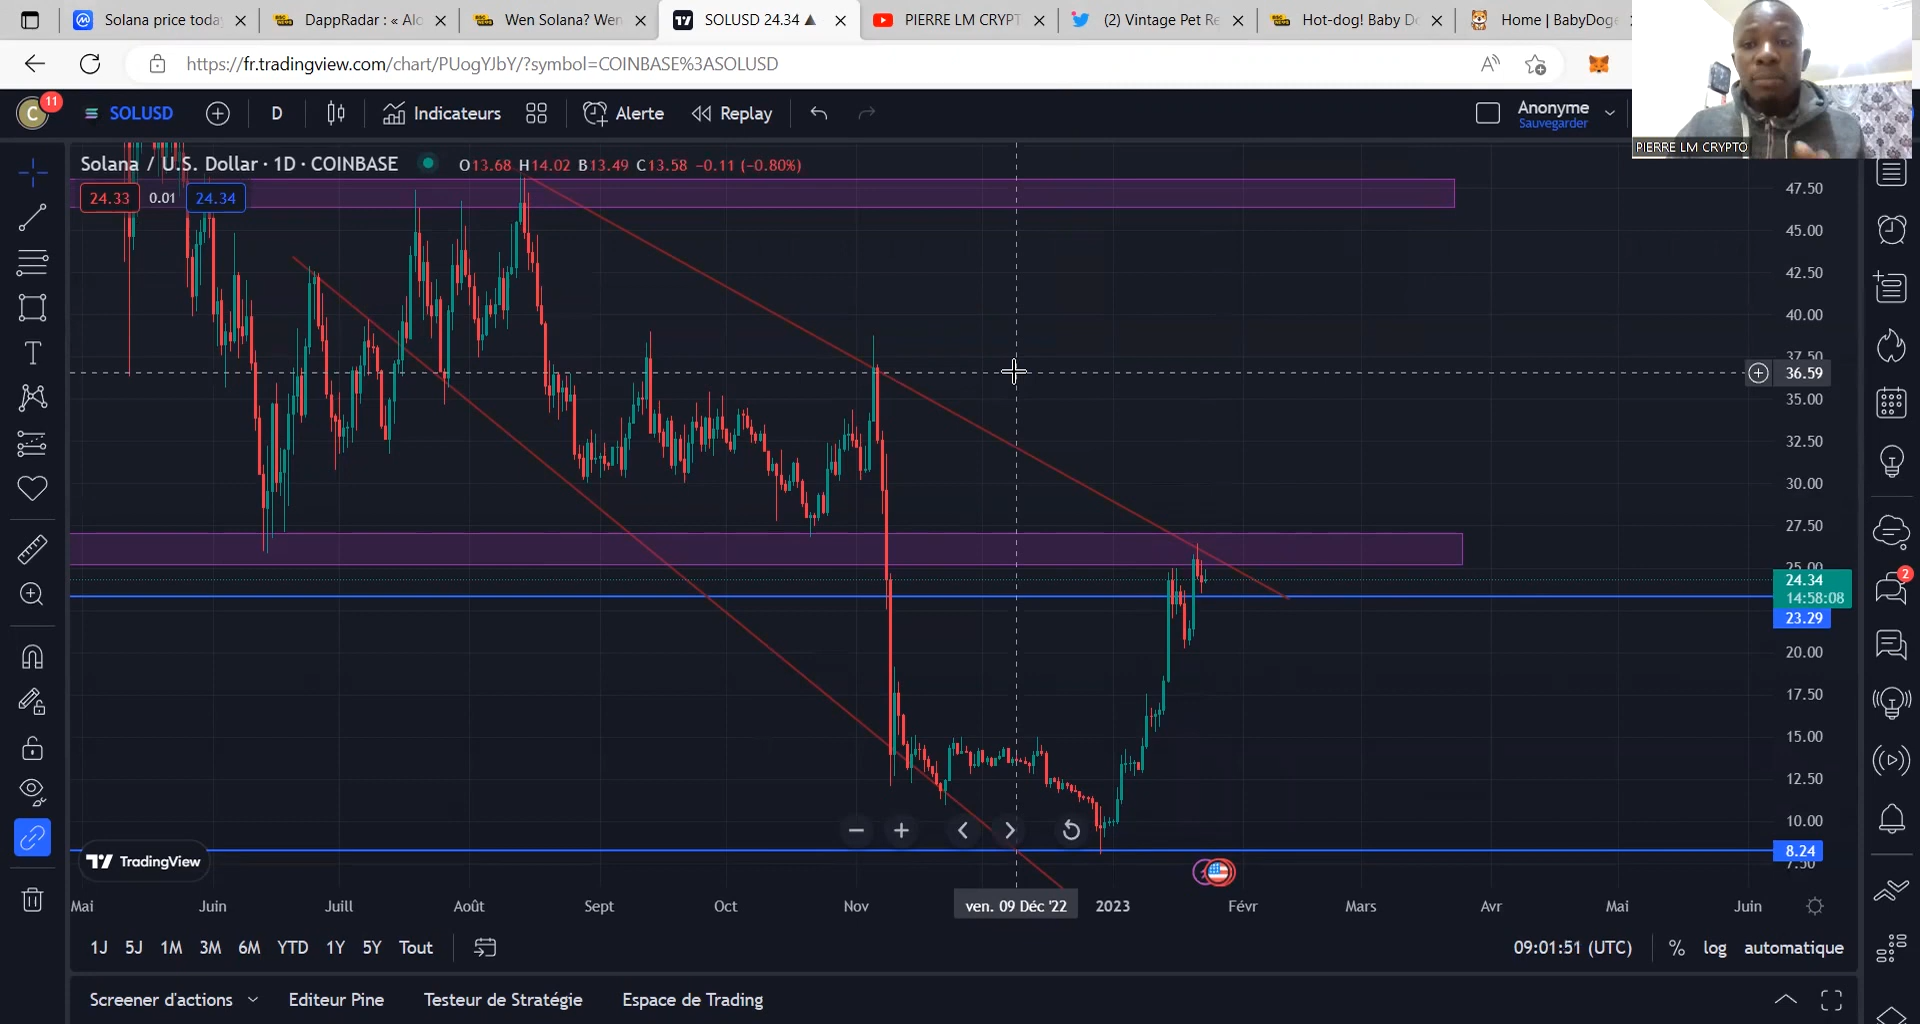 Solana price toda
DappRadar : « Alo
Wen Solana? Wen
SOLUSD 24.34 ▲
PIERRE LM CRYPT
(2) Vintage Pet Re
Hot-dog! Baby Do
Home | BabyDoge
https://fr.tradingview.com/chart/PUogYJbY/?symbol=COINBASE%3ASOLUSD
C
11
SOLUSD
D
Indicateurs
Alerte
Replay
Anonyme
Sauvegarder
PIERRE LM CRYPTO
Solana / U.S. Dollar · 1D · COINBASE
O13.68 H14.02 B13.49 C13.58 −0.11 (−0.80%)
24.33
0.01
24.34
47.50
45.00
42.50
40.00
37.50
36.59
35.00
32.50
30.00
27.50
25.00
24.34
14:58:08
23.29
20.00
17.50
15.00
12.50
10.00
8.24
7.50
2
TradingView
Mai
Juin
Juill
Août
Sept
Oct
Nov
ven. 09 Déc '22
2023
Févr
Mars
Avr
Mai
Juin
1J 5J 1M 3M 6M YTD 1Y 5Y Tout
09:01:51 (UTC)
%
log
automatique
Screener d'actions
Editeur Pine
Testeur de Stratégie
Espace de Trading